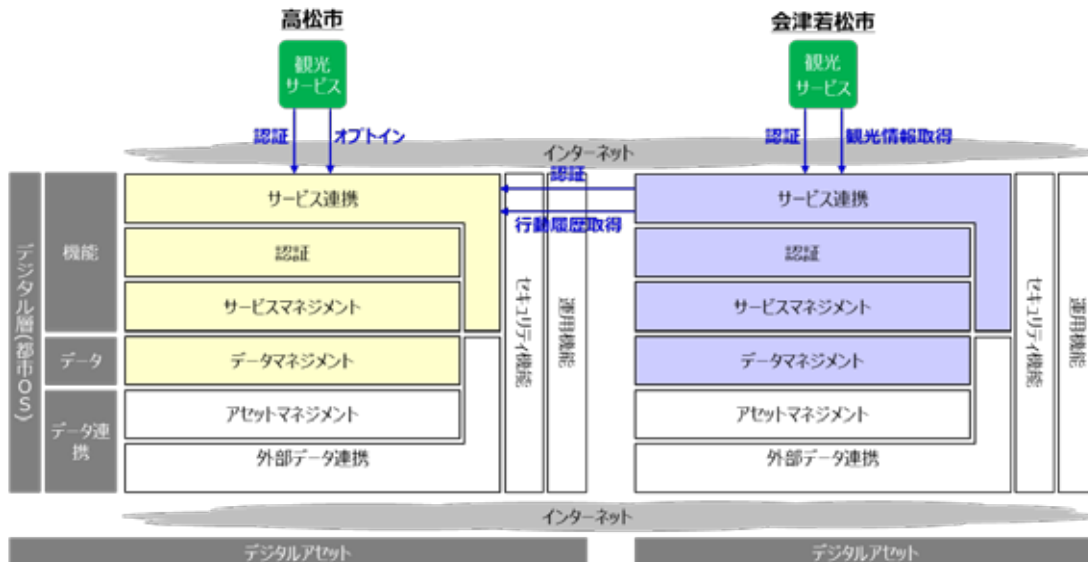 高松市
会津若松市
観光
サービス
観光
サービス
認証
オプトイン
認証
観光情報取得
インターネット
デジタル層(都市OS)
機能
データ
データ連
携
サービス連携
認証
サービスマネジメント
データマネジメント
アセットマネジメント
外部データ連携
セキュリティ機能
運用機能
認証
行動履歴取得
サービス連携
認証
サービスマネジメント
データマネジメント
アセットマネジメント
外部データ連携
セキュリティ機能
運用機能
インターネット
デジタルアセット
デジタルアセット